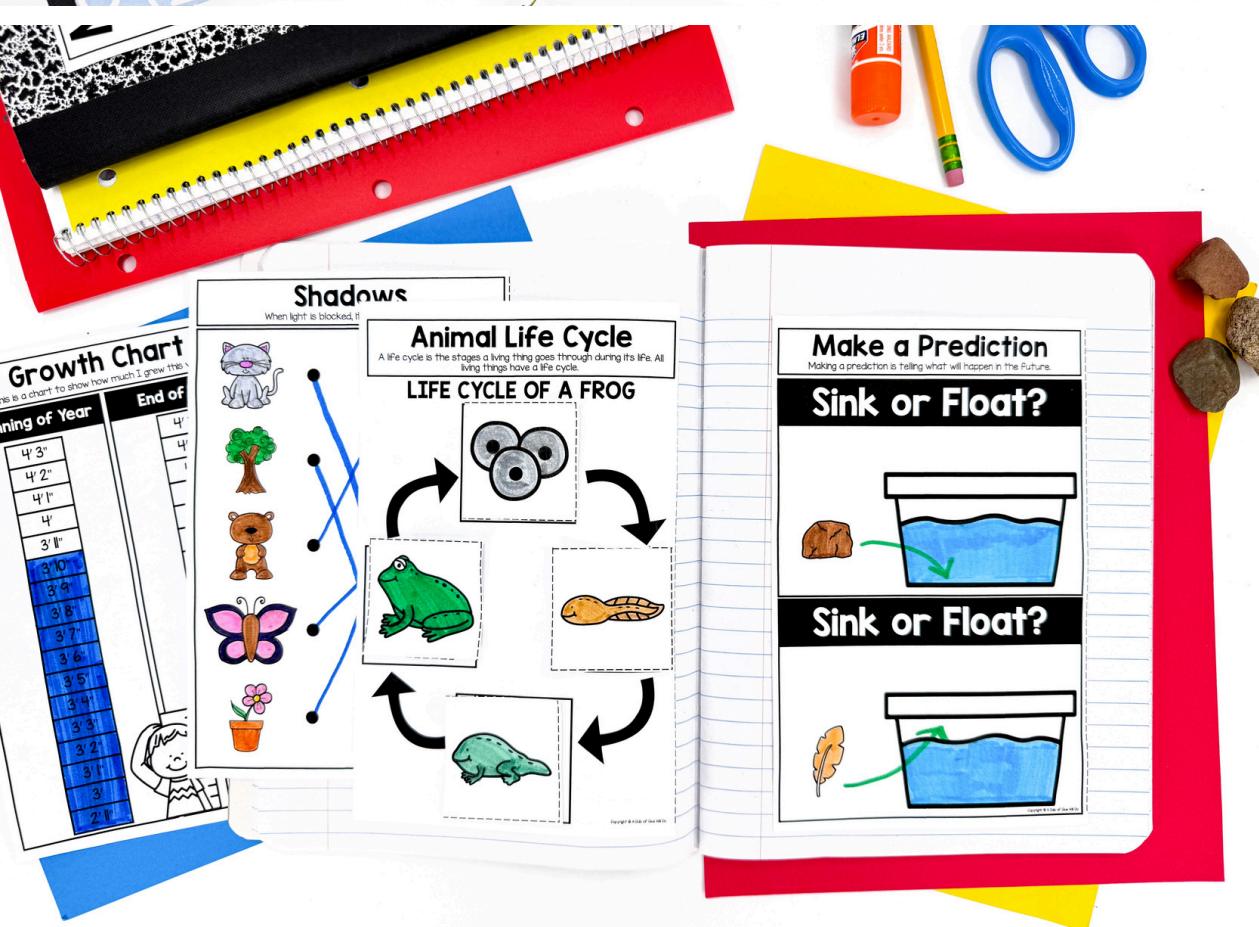 Growth Chart
This is a chart to show how much I grew this
Beginning of Year
End of
4' 3"
4' 2"
4' 1"
4'
3' 11"
3' 10"
3' 9"
3' 8"
3' 7"
3' 6"
3' 5"
3' 4"
3' 3"
3' 2"
3' 1"
3'
2' 11"
Shadows
When light is blocked,
Animal Life Cycle
A life cycle is the stages a living thing goes through during its life. All
living things have a life cycle.
LIFE CYCLE OF A FROG
Make a Prediction
Making a prediction is telling what will happen in the future.
Sink or Float?
Sink or Float?